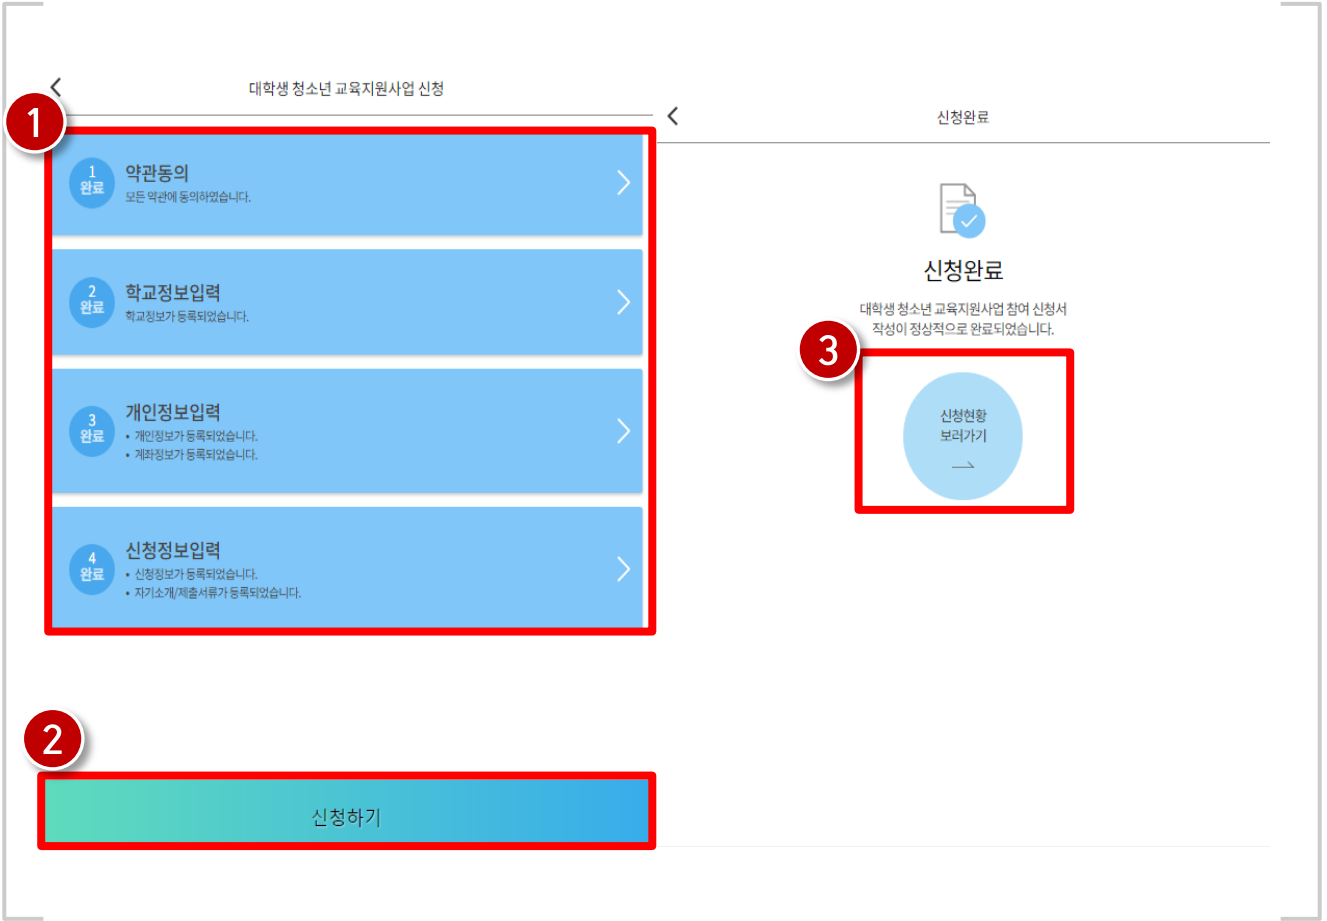 대학생 청소년 교육지원사업 신청
1
1
완료
약관동의
모든 약관에 동의하였습니다.
2
완료
학교정보입력
학교정보가 등록되었습니다.
3
완료
개인정보입력
• 개인정보가 등록되었습니다.
• 계좌정보가 등록되었습니다.
4
완료
신청정보입력
• 신청정보가 등록되었습니다.
• 자기소개/제출서류가 등록되었습니다.
2
신청하기
신청완료
신청완료
대학생 청소년 교육지원사업 참여 신청서
작성이 정상적으로 완료되었습니다.
3
신청현황
보러가기